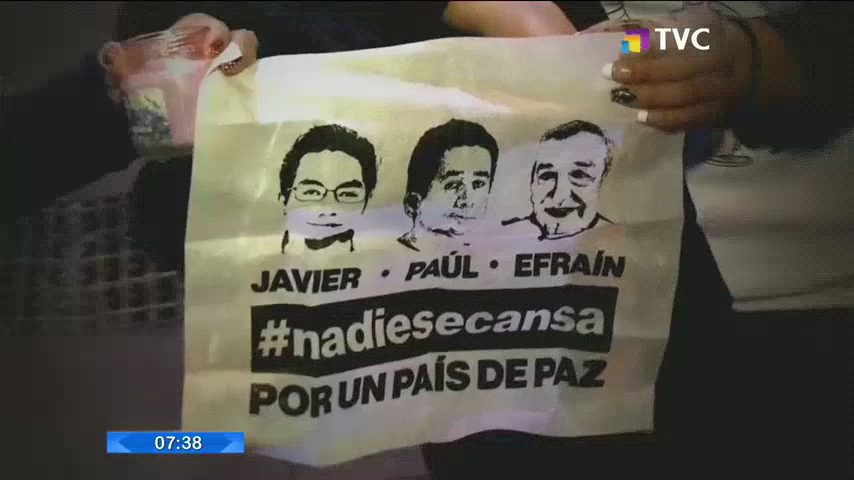 TVC
JAVIER · PAÚL · EFRAÍN
#nadiesecansa
POR UN PAÍS DE PAZ
07:38